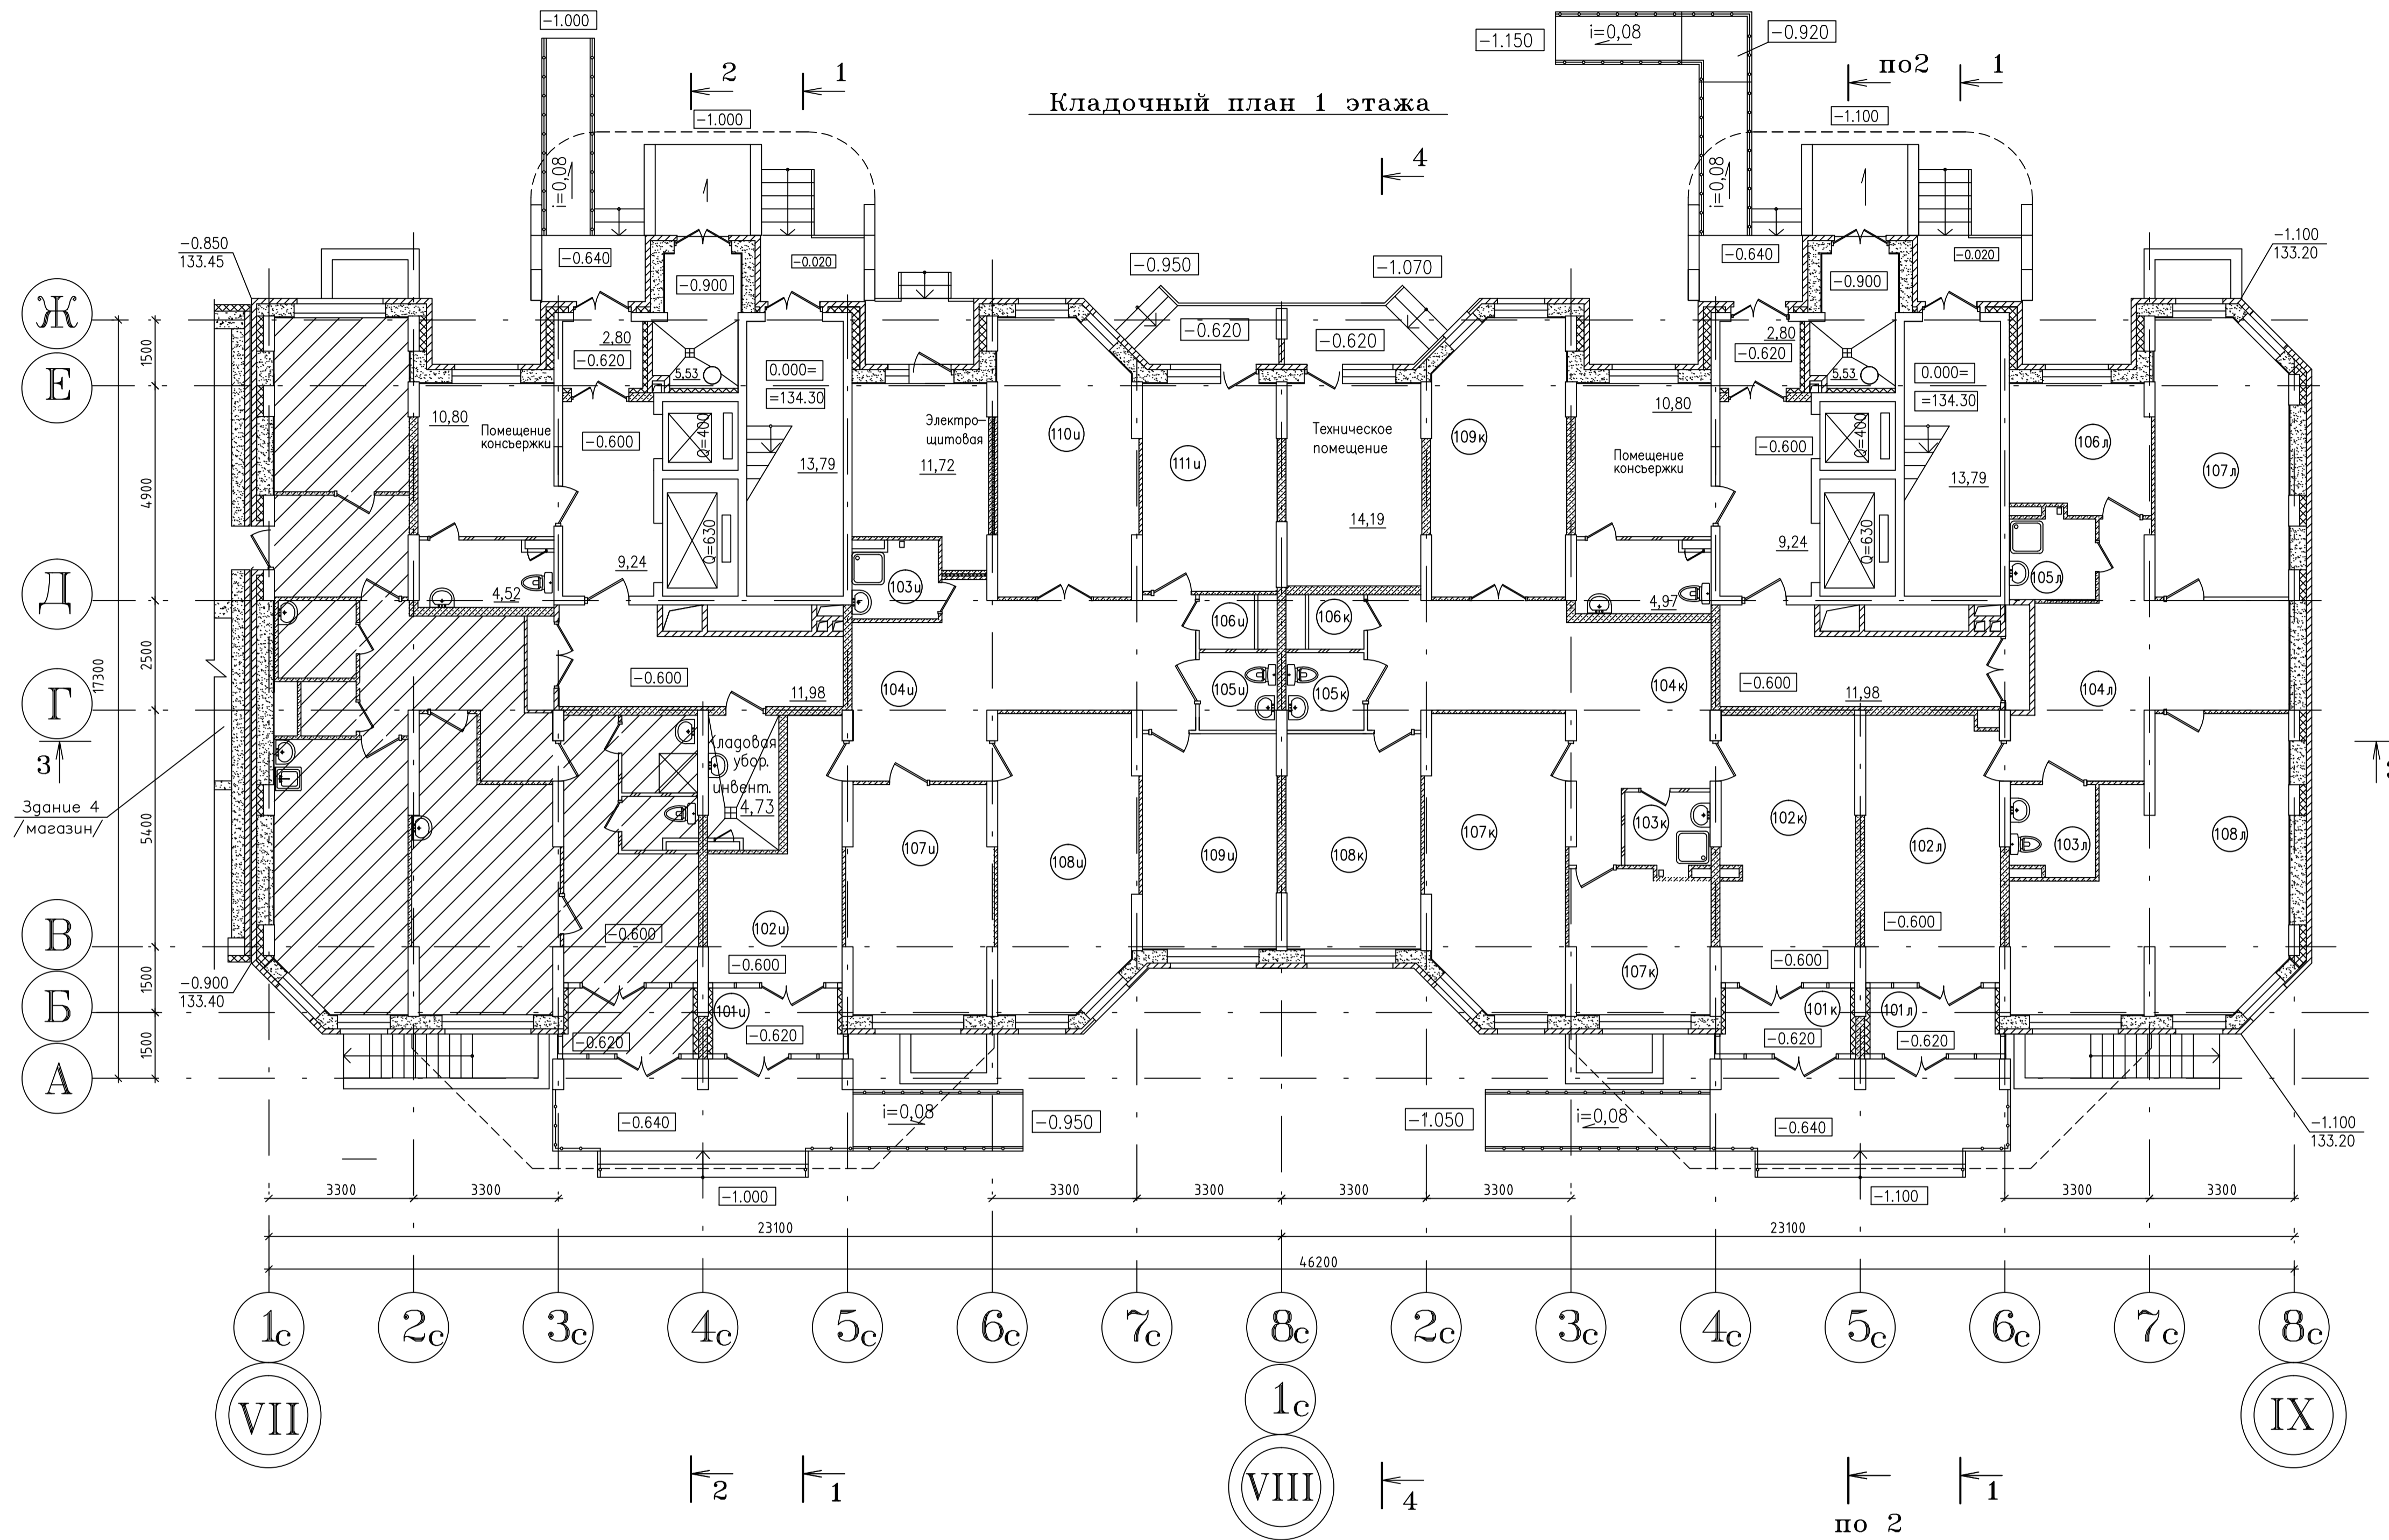 -1.000
-1.150
i=0,08
-0.920
2
1
по2
1
Кладочный план 1 этажа
-1.000
-1.100
4
i=0,08
i=0,08
-0.850
133.45
-0.640
-0.020
-0.900
-0.950
-1.070
-0.640
-0.020
-0.900
-1.100
133.20
Ж
Е
Д
Г
В
Б
А
1500
4900
2500
5400
1500
1500
17300
2,80
-0.620
5,53
0.000=
=134.30
-0.620
-0.620
2,80
-0.620
5,53
0.000=
=134.30
10,80
Помещение
консьержки
-0.600
Q=400
Q=630
13,79
9,24
4,52
Электро-
щитовая
11,72
110и
111и
Техническое
помещение
14,19
109к
10,80
Помещение
консьержки
-0.600
Q=400
Q=630
13,79
9,24
4,97
106л
107л
103и
105л
106и
106к
-0.600
11,98
104и
105и
105к
104к
-0.600
11,98
104л
3
Здание 4
/магазин/
Кладовая
убор.
инвент.
4,73
107и
108и
109и
108к
107к
103к
102к
102л
103л
108л
3
-0.600
102и
-0.600
107к
-0.600
-0.600
-0.900
133.40
101и
-0.620
-0.620
101к
101л
-0.620
-0.620
-0.640
i=0,08
-0.950
-1.050
i=0,08
-0.640
-1.100
133.20
-1.000
-1.100
3300
3300
3300
3300
3300
3300
3300
3300
23100
23100
46200
1с
2с
3с
4с
5с
6с
7с
8с
2с
3с
4с
5с
6с
7с
8с
VII
1с
VIII
IX
2
1
4
по 2
1